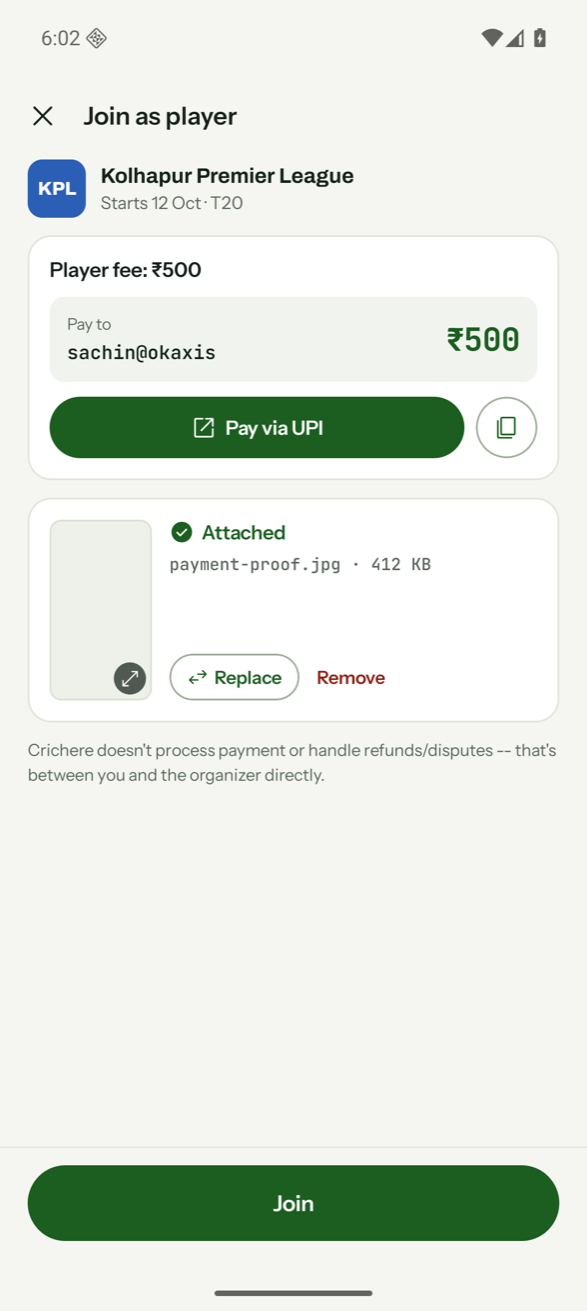 6:02
Join as player
KPL
Kolhapur Premier League
Starts 12 Oct · T20
Player fee: ₹500
Pay to
sachin@okaxis
₹500
Pay via UPI
Attached
payment-proof.jpg · 412 KB
Replace
Remove
Crichere doesn't process payment or handle refunds/disputes -- that's
between you and the organizer directly.
Join